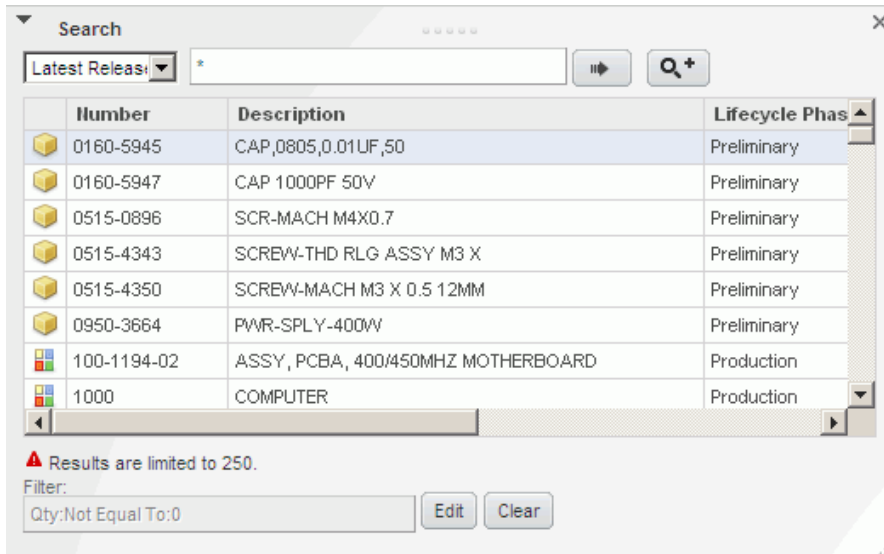 Search
Latest Releas
*
Number Description Lifecycle Phas
0160-5945 CAP,0805,0.01UF,50 Preliminary
0160-5947 CAP 1000PF 50V Preliminary
0515-0896 SCR-MACH M4X0.7 Preliminary
0515-4343 SCREW-THD RLG ASSY M3 X Preliminary
0515-4350 SCREW-MACH M3 X 0.5 12MM Preliminary
0950-3664 PWR-SPLY-400W Preliminary
100-1194-02 ASSY, PCBA, 400/450MHZ MOTHERBOARD Production
1000 COMPUTER Production
Results are limited to 250.
Filter:
Qty:Not Equal To:0 Edit Clear